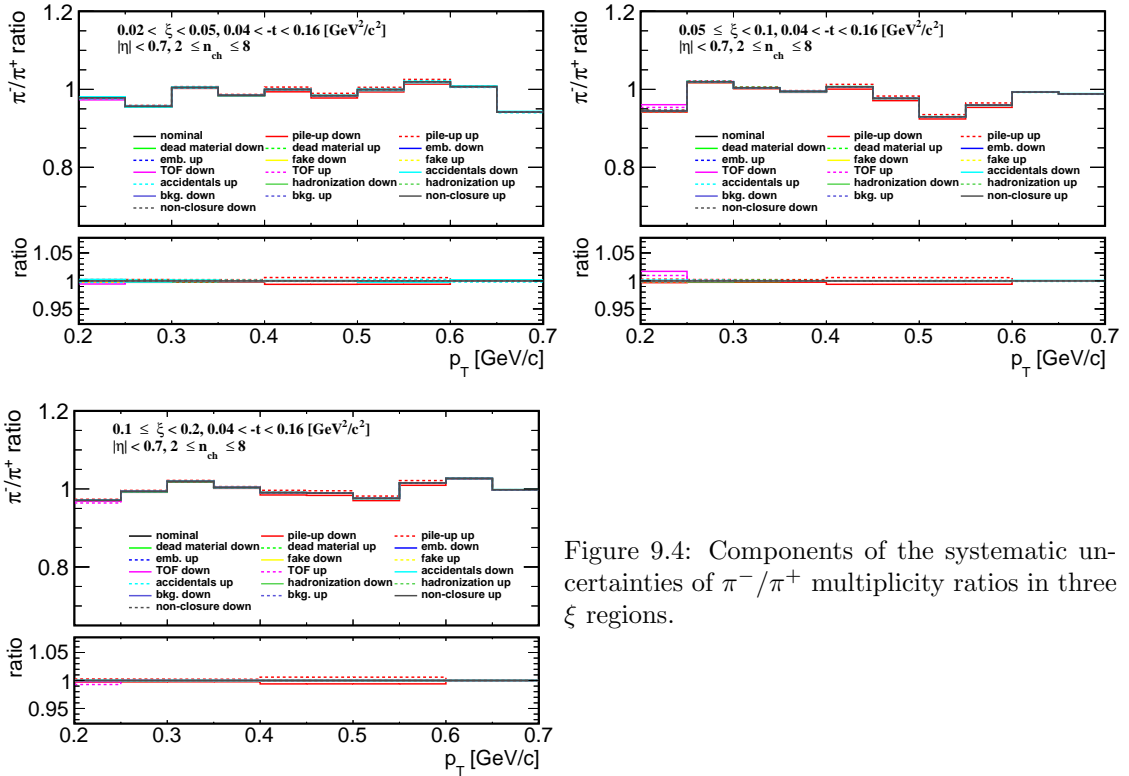 1.2
1
0.8
π⁻/π⁺ ratio
0.02 < ξ < 0.05, 0.04 < -t < 0.16 [GeV²/c²]
|η| < 0.7, 2 ≤ n_ch ≤ 8
nominal pile-up down pile-up up
dead material down dead material up emb. down
emb. up fake down fake up
TOF down TOF up accidentals down
accidentals up hadronization down hadronization up
bkg. down bkg. up non-closure up
non-closure down
ratio
1.05
1
0.95
0.2 0.3 0.4 0.5 0.6 0.7
p_T [GeV/c]
1.2
1
0.8
π⁻/π⁺ ratio
0.05 ≤ ξ < 0.1, 0.04 < -t < 0.16 [GeV²/c²]
|η| < 0.7, 2 ≤ n_ch ≤ 8
nominal pile-up down pile-up up
dead material down dead material up emb. down
emb. up fake down fake up
TOF down TOF up accidentals down
accidentals up hadronization down hadronization up
bkg. down bkg. up non-closure up
non-closure down
ratio
1.05
1
0.95
0.2 0.3 0.4 0.5 0.6 0.7
p_T [GeV/c]
1.2
1
0.8
π⁻/π⁺ ratio
0.1 ≤ ξ < 0.2, 0.04 < -t < 0.16 [GeV²/c²]
|η| < 0.7, 2 ≤ n_ch ≤ 8
nominal pile-up down pile-up up
dead material down dead material up emb. down
emb. up fake down fake up
TOF down TOF up accidentals down
accidentals up hadronization down hadronization up
bkg. down bkg. up non-closure up
non-closure down
ratio
1.05
1
0.95
0.2 0.3 0.4 0.5 0.6 0.7
p_T [GeV/c]
Figure 9.4: Components of the systematic un-
certainties of π⁻/π⁺ multiplicity ratios in three
ξ regions.